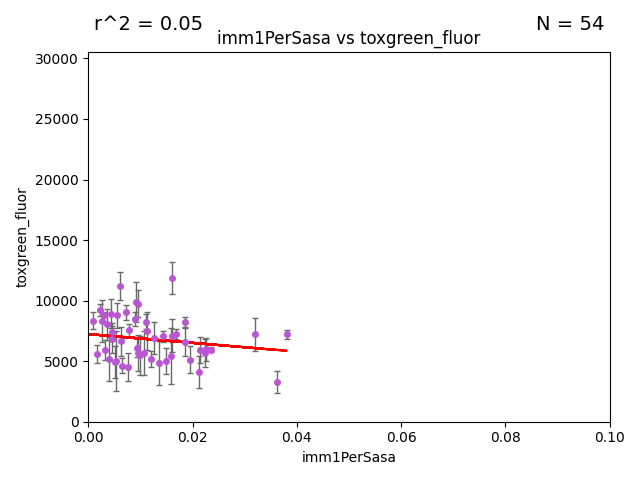 r^2 = 0.05
N = 54
imm1PerSasa vs toxgreen_fluor
30000
25000
20000
15000
10000
5000
0
toxgreen_fluor
0.00
0.02
0.04
0.06
0.08
0.10
imm1PerSasa